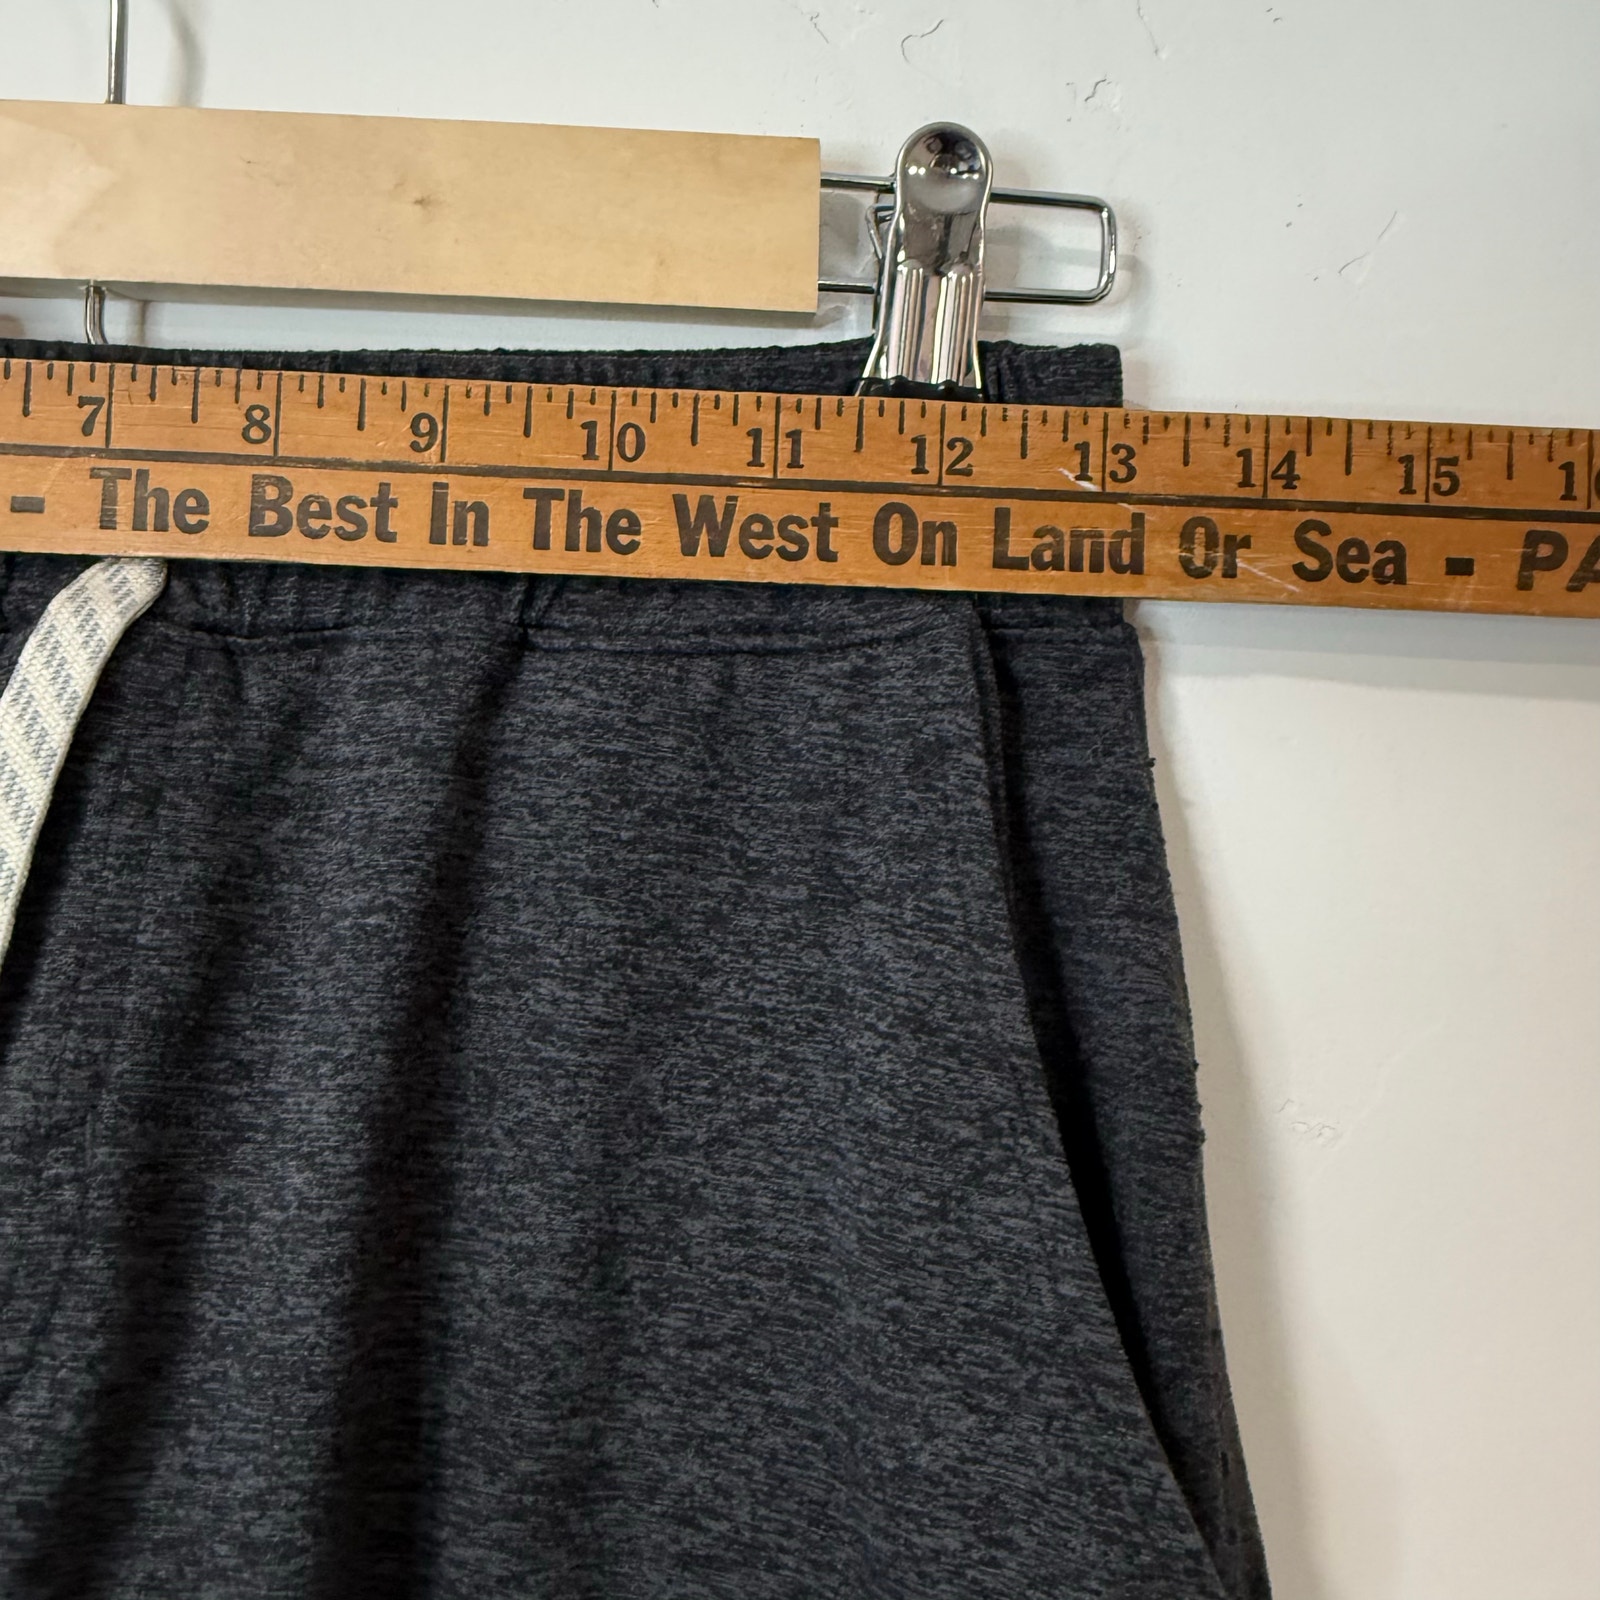 7 8 9 10 11 12 13 14 15
- The Best In The West On Land Or Sea -